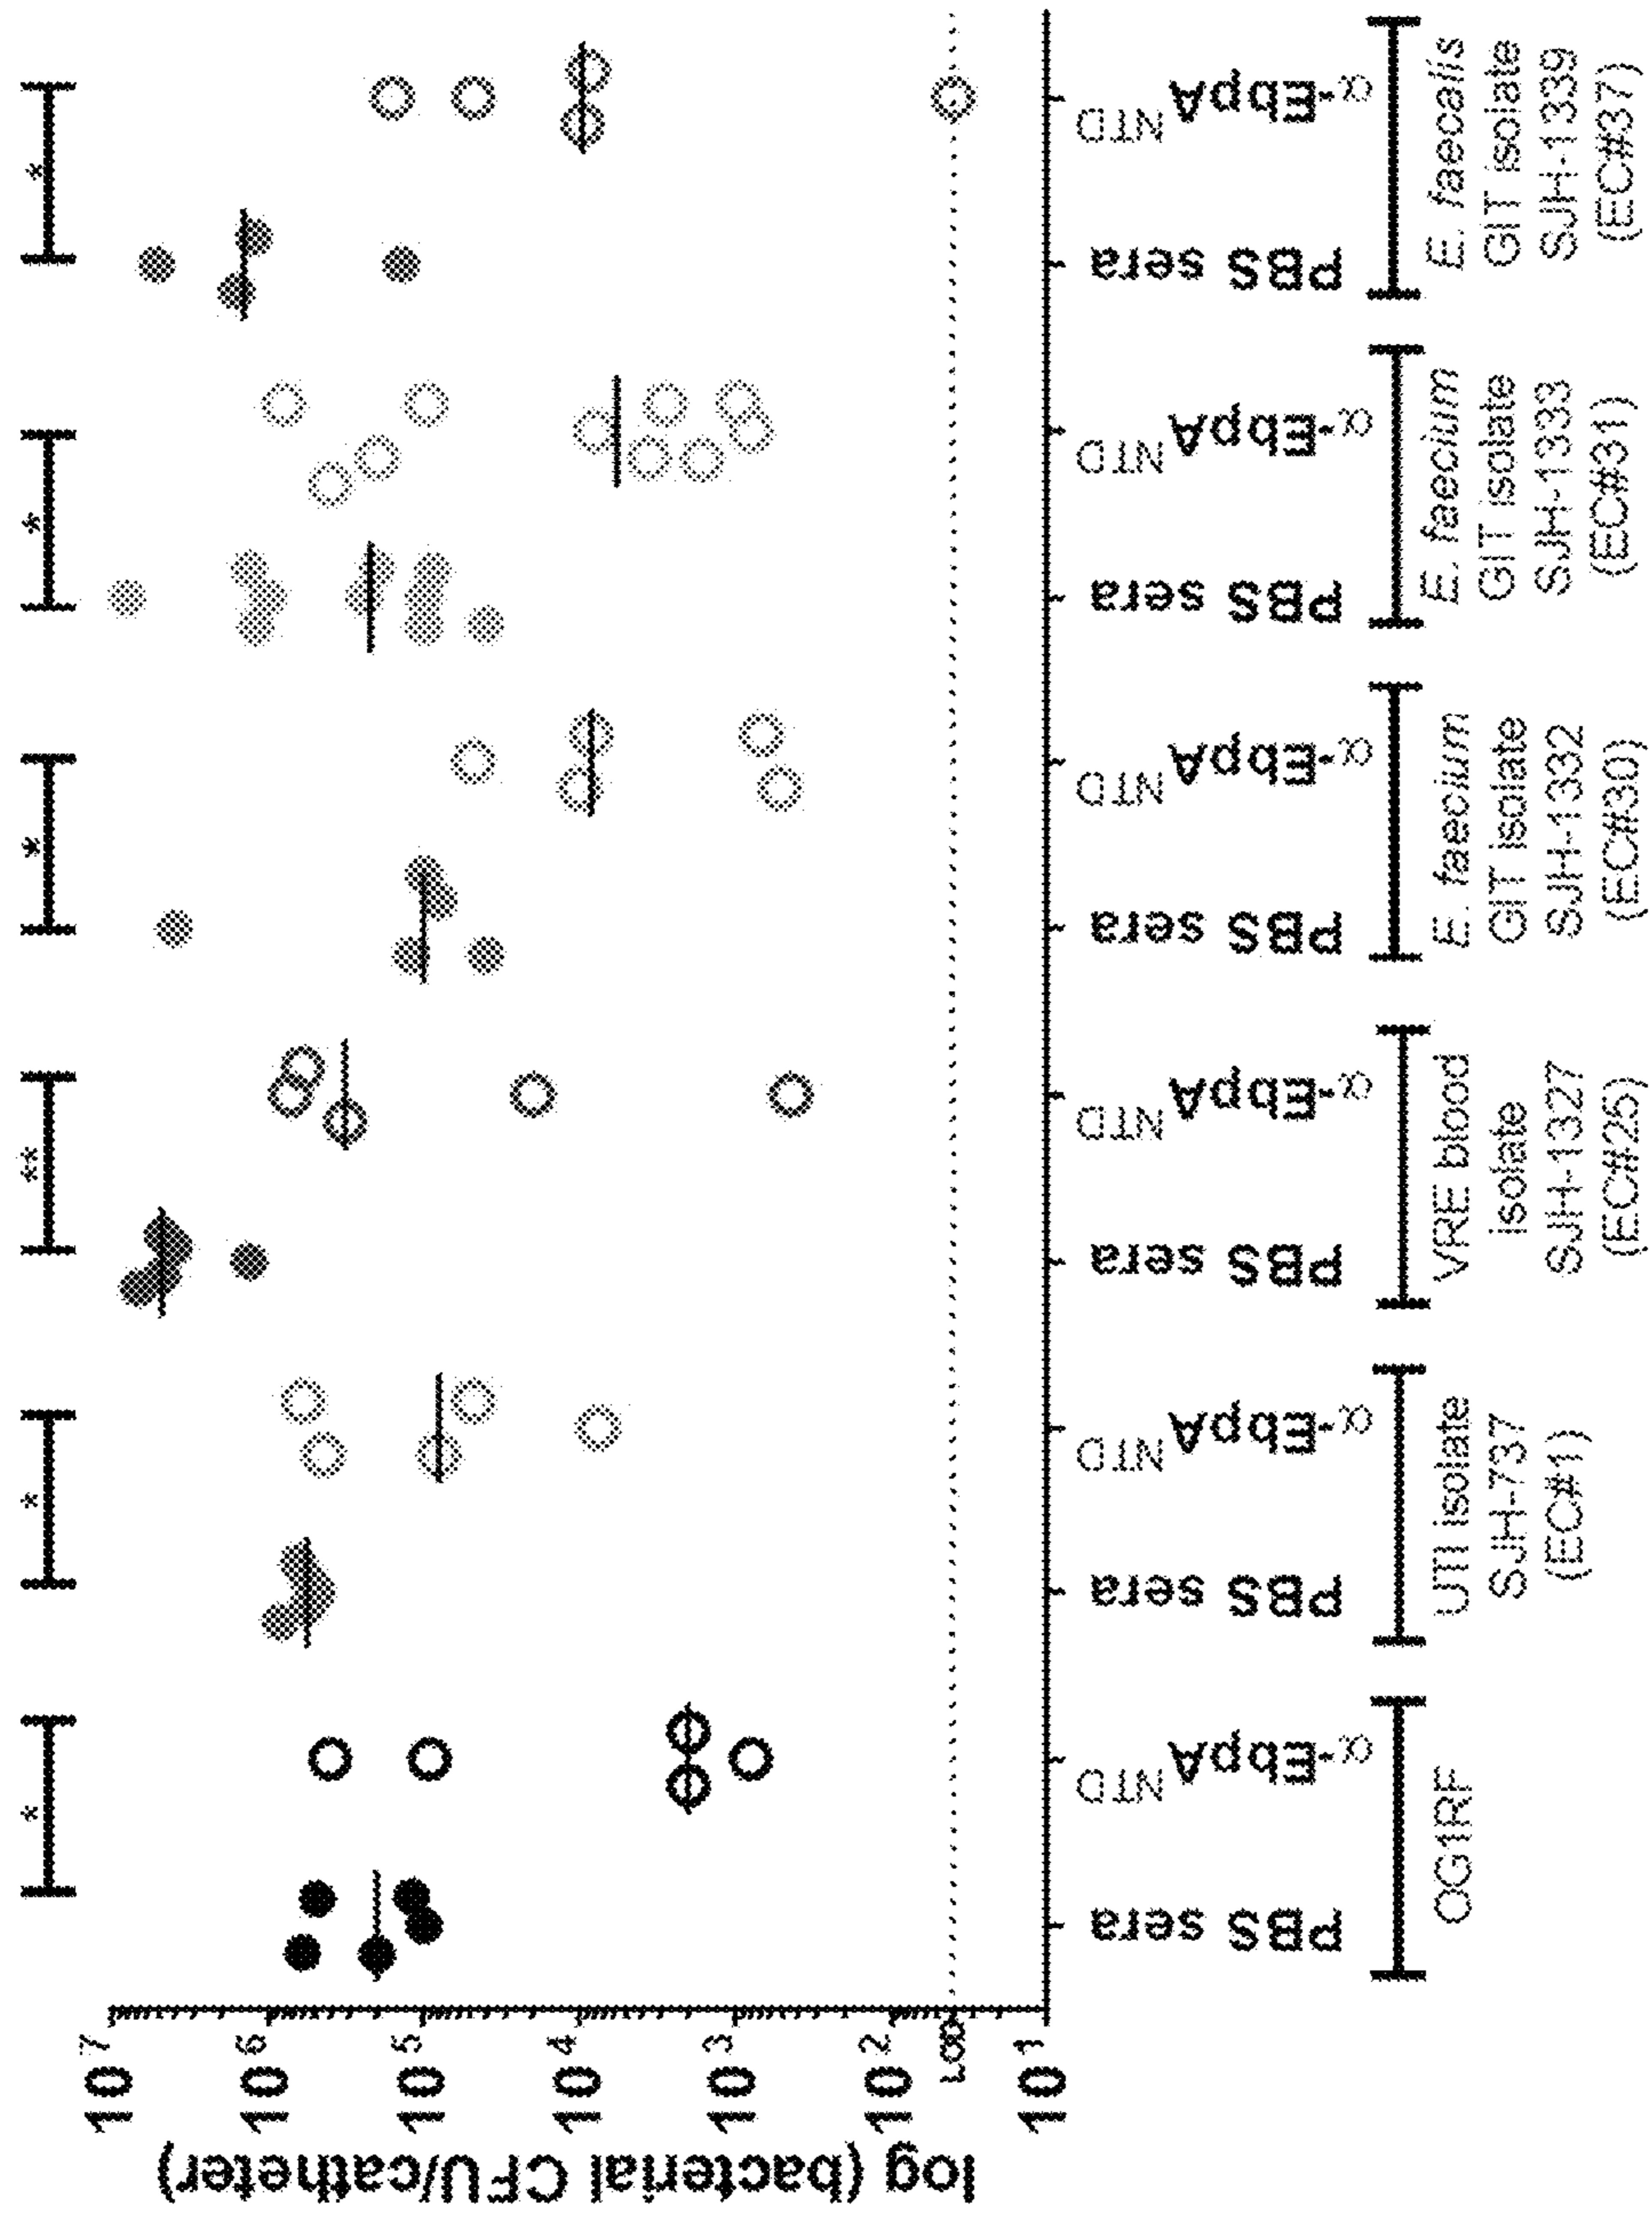 log (bacterial CFU/catheter)
10^7
10^6
10^5
10^4
10^3
10^2
LOD
10^1
*
*
**
*
*
*
PBS sera
α-EbpA^NTD
PBS sera
α-EbpA^NTD
PBS sera
α-EbpA^NTD
PBS sera
α-EbpA^NTD
PBS sera
α-EbpA^NTD
PBS sera
α-EbpA^NTD
OG1RF
UTI isolate
SJH-737
(EC#1)
VRE blood
isolate
SJH-1327
(EC#25)
E. faecium
GIT isolate
SJH-1332
(EC#30)
E. faecium
GIT isolate
SJH-1333
(EC#31)
E. faecalis
GIT isolate
SJH-1339
(EC#37)